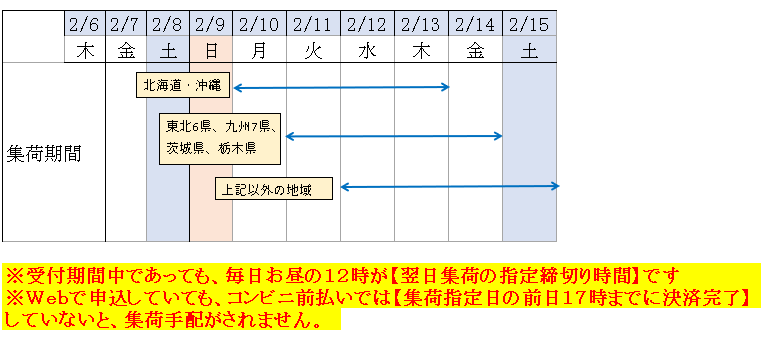 2/6 2/7 2/8 2/9 2/10 2/11 2/12 2/13 2/14 2/15
木 金 土 日 月 火 水 木 金 土
集荷期間
北海道・沖縄
東北6県、九州7県、
茨城県、栃木県
上記以外の地域
※受付期間中であっても、毎日お昼の12時が【翌日集荷の指定締切り時間】です
※Webで申込していても、コンビニ前払いでは【集荷指定日の前日17時までに決済完了】
していないと、集荷手配がされません。